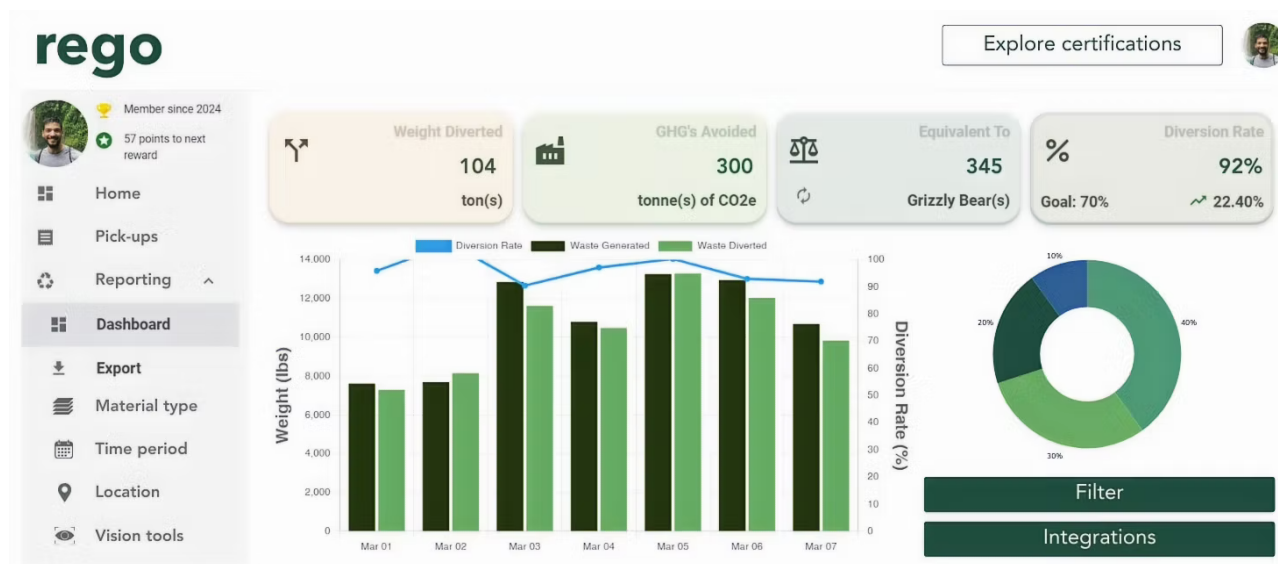 rego
Explore certifications
Member since 2024
57 points to next
reward
Home
Pick-ups
Reporting
Dashboard
Export
Material type
Time period
Location
Vision tools
Weight Diverted
104
ton(s)
GHG's Avoided
300
tonne(s) of CO2e
Equivalent To
345
Grizzly Bear(s)
Diversion Rate
%
92%
Goal: 70%
22.40%
Diversion Rate Waste Generated Waste Diverted
Weight (lbs)
14,000
12,000
10,000
8,000
6,000
4,000
2,000
0
Mar 01 Mar 02 Mar 03 Mar 04 Mar 05 Mar 06 Mar 07
100
90
80
70
60
50
40
30
20
10
0
Diversion Rate (%)
10%
20%
40%
30%
Filter
Integrations